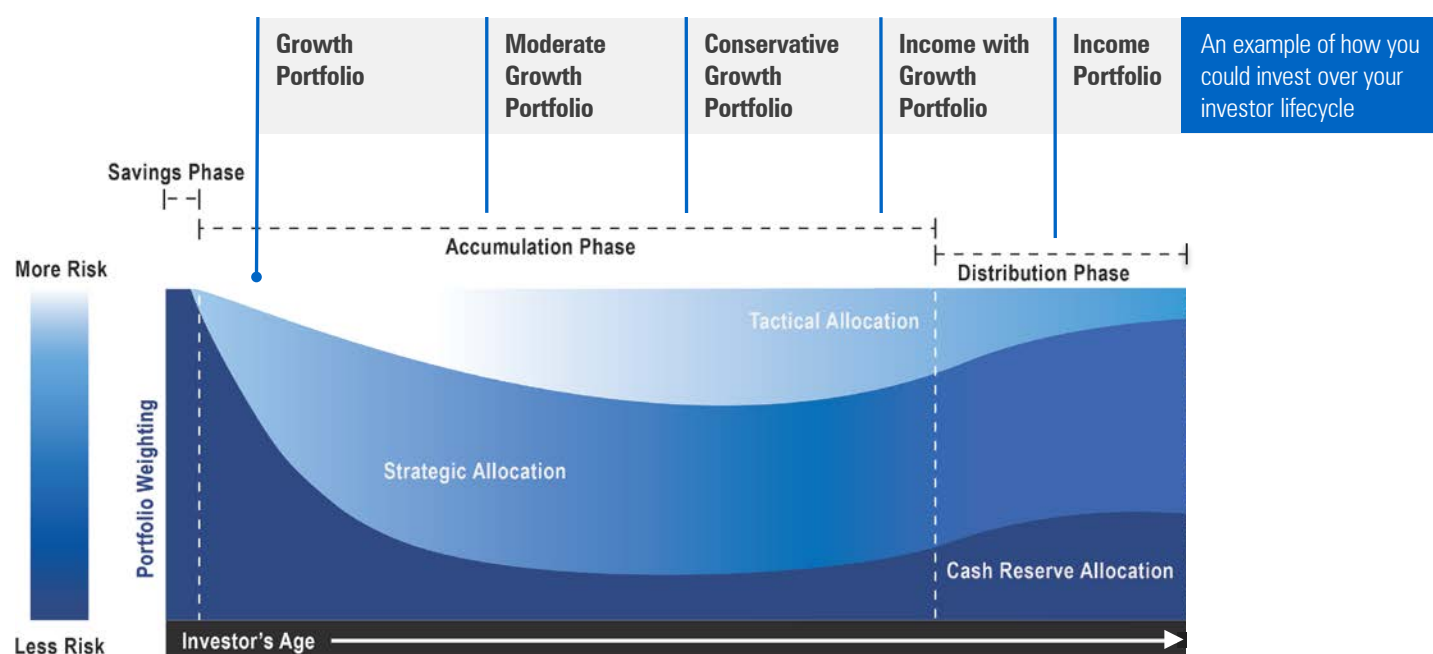 Growth
Portfolio
Moderate
Growth
Portfolio
Conservative
Growth
Portfolio
Income with
Growth
Portfolio
Income
Portfolio
An example of how you
could invest over your
investor lifecycle
Savings Phase
Accumulation Phase
Distribution Phase
More Risk
Less Risk
Portfolio Weighting
Tactical Allocation
Strategic Allocation
Cash Reserve Allocation
Investor's Age